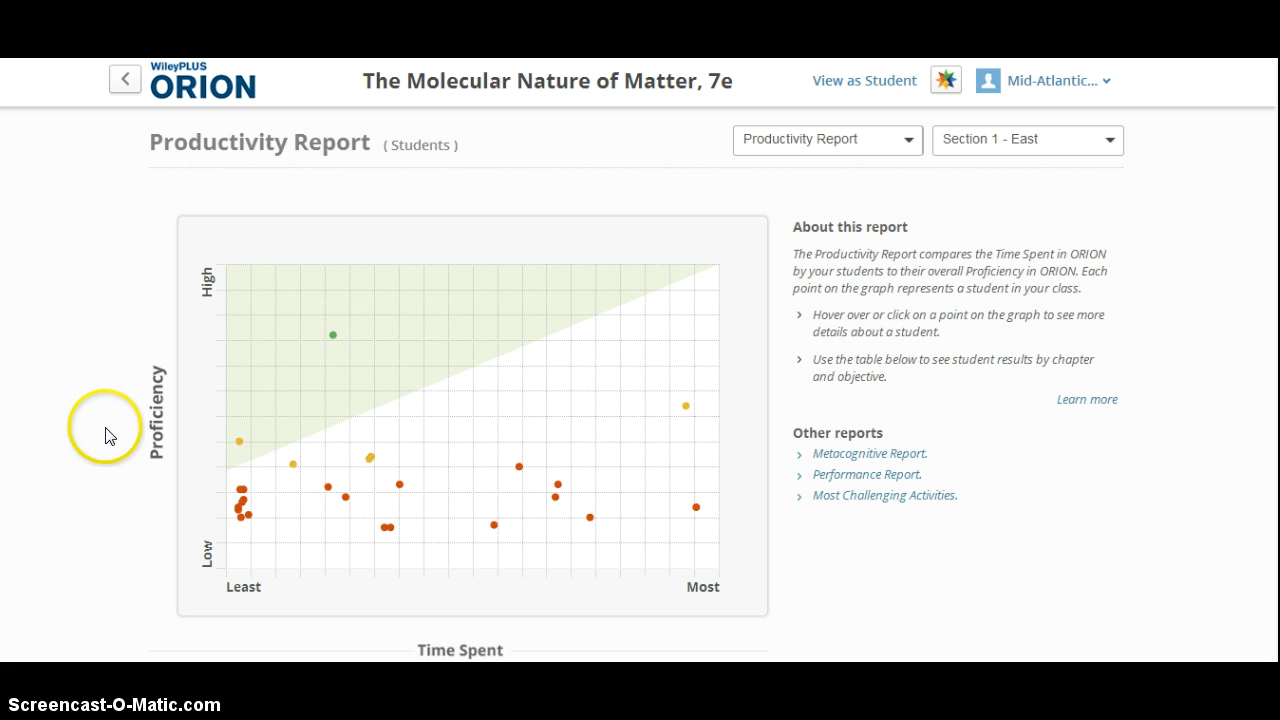 WileyPLUS
ORION
The Molecular Nature of Matter, 7e
View as Student
Mid-Atlantic...
Productivity Report ( Students )
Productivity Report
Section 1 - East
High
Proficiency
Low
Least
Most
Time Spent
About this report
The Productivity Report compares the Time Spent in ORION
by your students to their overall Proficiency in ORION. Each
point on the graph represents a student in your class.
Hover over or click on a point on the graph to see more
details about a student.
Use the table below to see student results by chapter
and objective.
Learn more
Other reports
Metacognitive Report.
Performance Report.
Most Challenging Activities.
Screencast-O-Matic.com